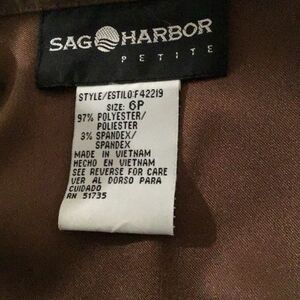 SAG HARBOR
PETITE
STYLE/ESTILO:F42219
SIZE: 6P
97% POLYESTER/
POLIESTER
3% SPANDEX/
SPANDEX
MADE IN VIETNAM
HECHO EN VIETNAM
SEE REVERSE FOR CARE
VER AL DORSO PARA
CUIDADO
RN 51735